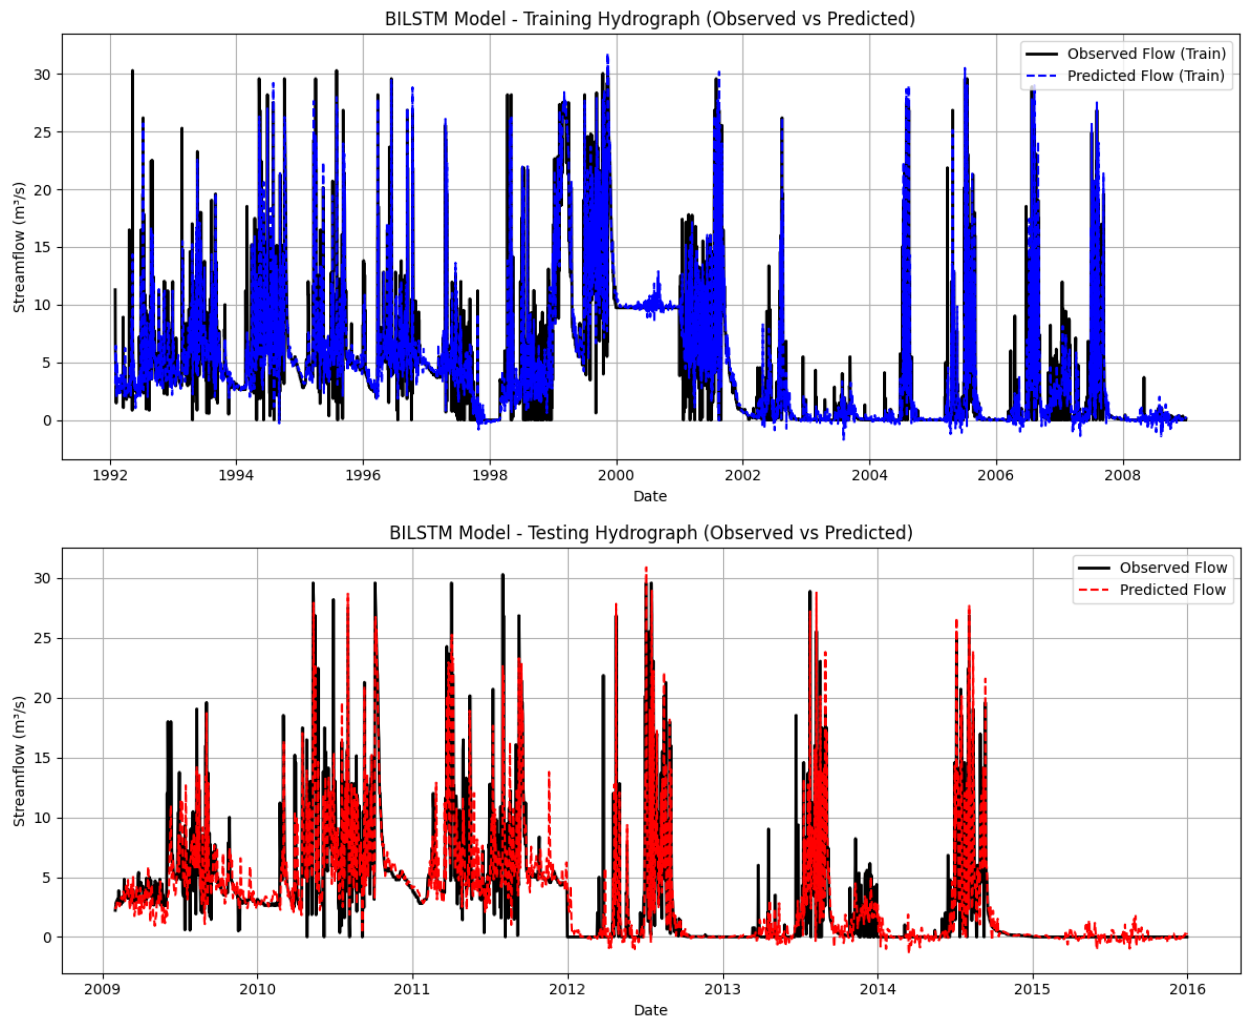 BILSTM Model - Training Hydrograph (Observed vs Predicted)
Observed Flow (Train)
Predicted Flow (Train)
Streamflow (m³/s)
30
25
20
15
10
5
0
1992 1994 1996 1998 2000 2002 2004 2006 2008
Date
BILSTM Model - Testing Hydrograph (Observed vs Predicted)
Observed Flow
Predicted Flow
Streamflow (m³/s)
30
25
20
15
10
5
0
2009 2010 2011 2012 2013 2014 2015 2016
Date